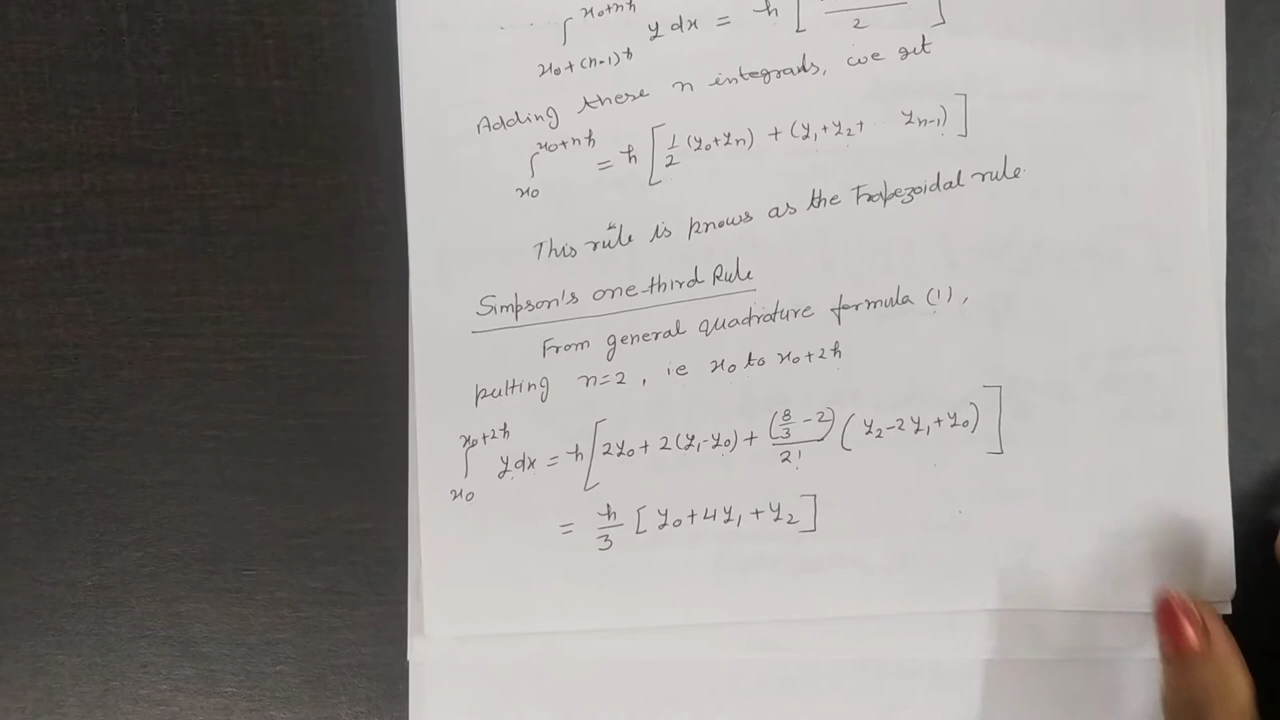 ∫ x0+nh x0+(n-1)h y dx = h [ 2 ]
Adding these n integrals, we get
∫ x0+nh x0 = h [ 1/2 (y0+yn) + (y1+y2+ yn-1) ]
This rule is knows as the Trapezoidal rule.
Simpson's one-third Rule
From general quadrature formula (1),
putting n=2, ie x0 to x0+2h
∫ x0+2h x0 y dx = h [ 2y0 + 2(y1-y0) + (8/3 -2)/2! (y2-2y1+y0) ]
= h/3 [ y0+4y1+y2 ]